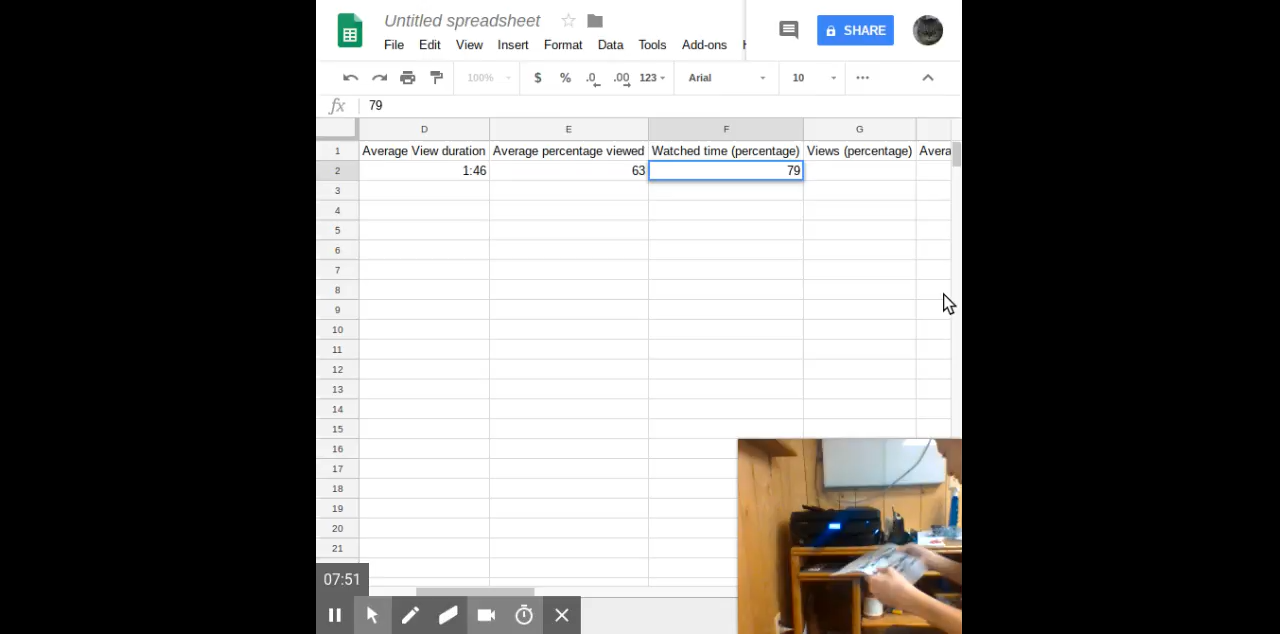 Untitled spreadsheet
File Edit View Insert Format Data Tools Add-ons
SHARE
100% $ % .0 .00 123 Arial 10
fx 79
D E F G
1 Average View duration Average percentage viewed Watched time (percentage) Views (percentage) Avera
2 1:46 63 79
3
4
5
6
7
8
9
10
11
12
13
14
15
16
17
18
19
20
21
07:51